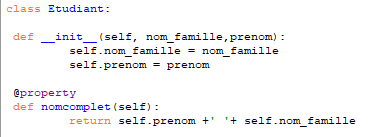 class Etudiant:
def __init__(self, nom_famille,prenom):
self.nom_famille = nom_famille
self.prenom = prenom
@property
def nomcomplet(self):
return self.prenom +' '+ self.nom_famille